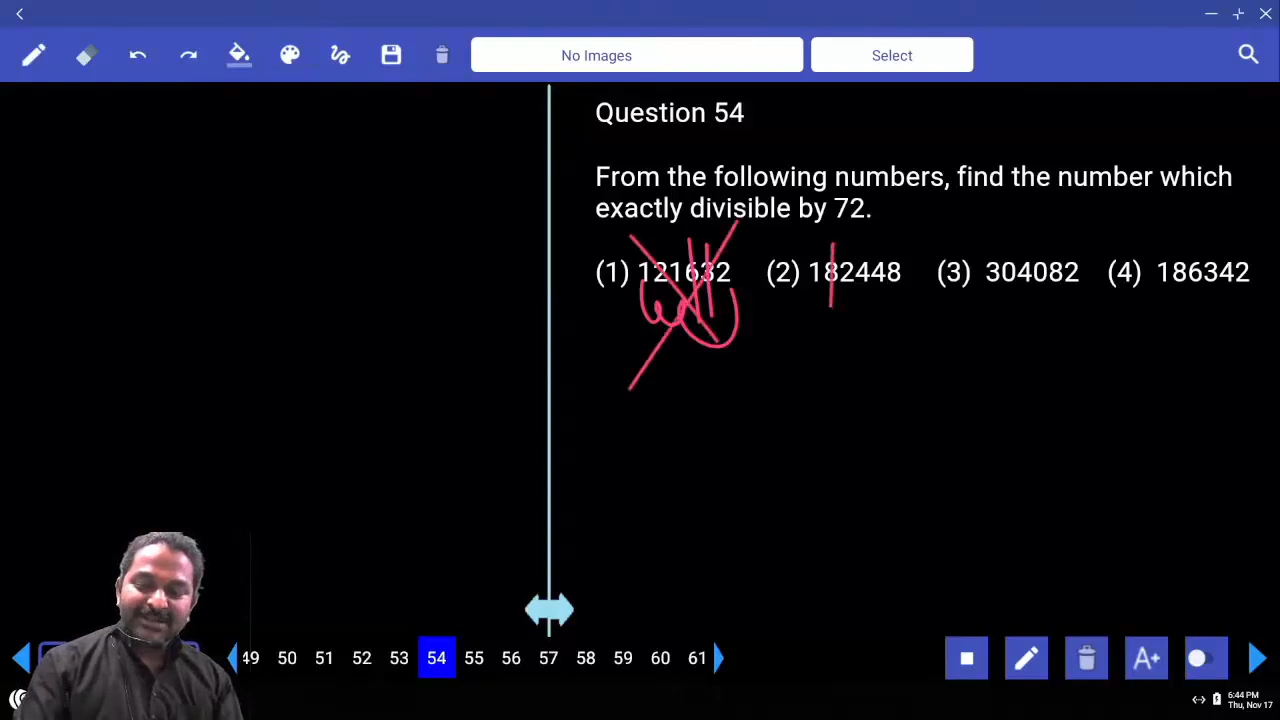 No Images
Select
Question 54
From the following numbers, find the number which
exactly divisible by 72.
(1) 121632 (2) 182448 (3) 304082 (4) 186342
49 50 51 52 53 54 55 56 57 58 59 60 61
A+
6:44 PM
Thu, Nov 17